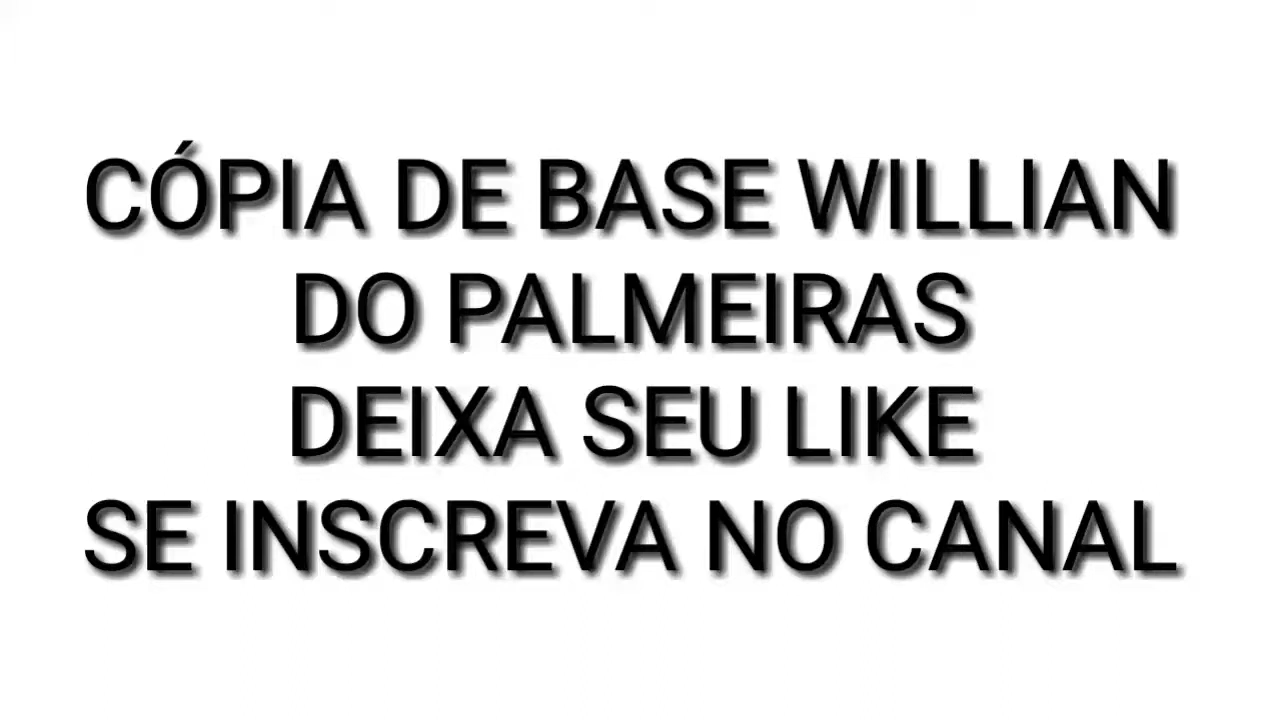 CÓPIA DE BASE WILLIAN
DO PALMEIRAS
DEIXA SEU LIKE
SE INSCREVA NO CANAL